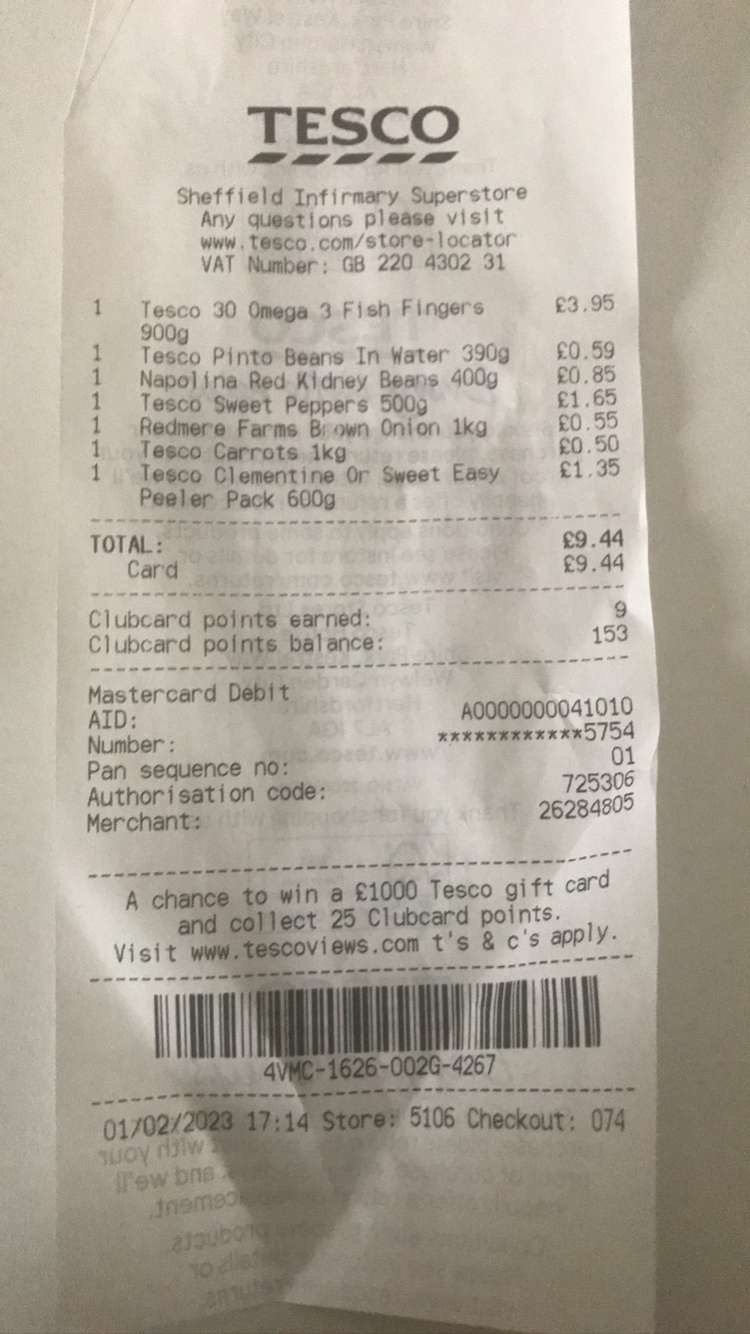 TESCO
Sheffield Infirmary Superstore
Any questions please visit
www.tesco.com/store-locator
VAT Number: GB 220 4302 31
1 Tesco 30 Omega 3 Fish Fingers £3.95
900g
1 Tesco Pinto Beans In Water 390g £0.59
1 Napolina Red Kidney Beans 400g £0.85
1 Tesco Sweet Peppers 500g £1.65
1 Redmere Farms Brown Onion 1kg £0.55
1 Tesco Carrots 1kg £0.50
1 Tesco Clementine Or Sweet Easy £1.35
Peeler Pack 600g
TOTAL: £9.44
Card £9.44
Clubcard points earned: 9
Clubcard points balance: 153
Mastercard Debit
AID: A0000000041010
Number: ************5754
Pan sequence no: 01
Authorisation code: 725306
Merchant: 26284805
A chance to win a £1000 Tesco gift card
and collect 25 Clubcard points.
Visit www.tescoviews.com t's & c's apply.
4VMC-1626-002G-4267
01/02/2023 17:14 Store: 5106 Checkout: 074